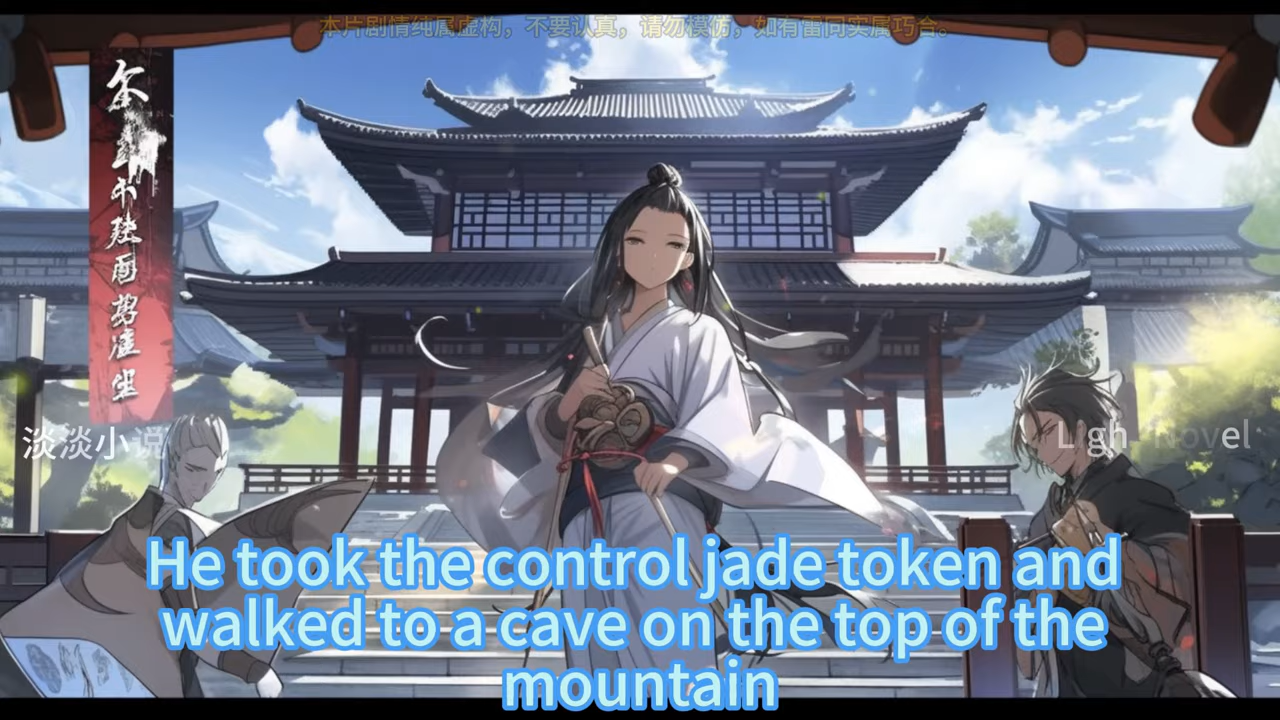 本片剧情纯属虚构，不要认真，请勿模仿，如有雷同实属巧合。
淡淡小说
L gh Novel
He took the control jade token and
walked to a cave on the top of the
mountain